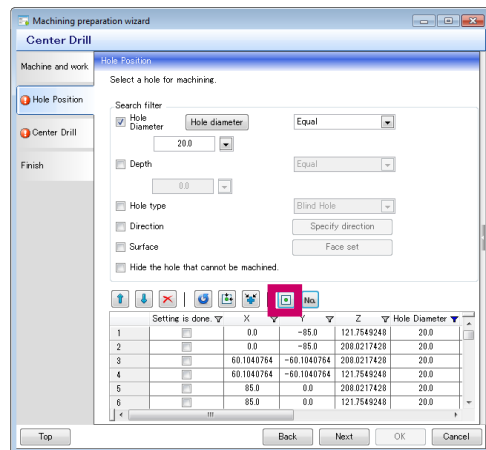 Machining preparation wizard
Center Drill
Machine and work
Hole Position
Center Drill
Finish
Hole Position
Select a hole for machining.
Search filter
Hole Diameter
Hole diameter
Equal
20.0
Depth
Equal
0.0
Hole type
Blind Hole
Direction
Specify direction
Surface
Face set
Hide the hole that cannot be machined.
No.
Setting is done. X Y Z Hole Diameter
1 0.0 -85.0 121.7549248 20.0
2 0.0 -85.0 208.0217428 20.0
3 60.1040764 -60.1040764 208.0217428 20.0
4 60.1040764 -60.1040764 121.7549248 20.0
5 85.0 0.0 208.0217428 20.0
6 85.0 0.0 121.7549248 20.0
Top Back Next OK Cancel